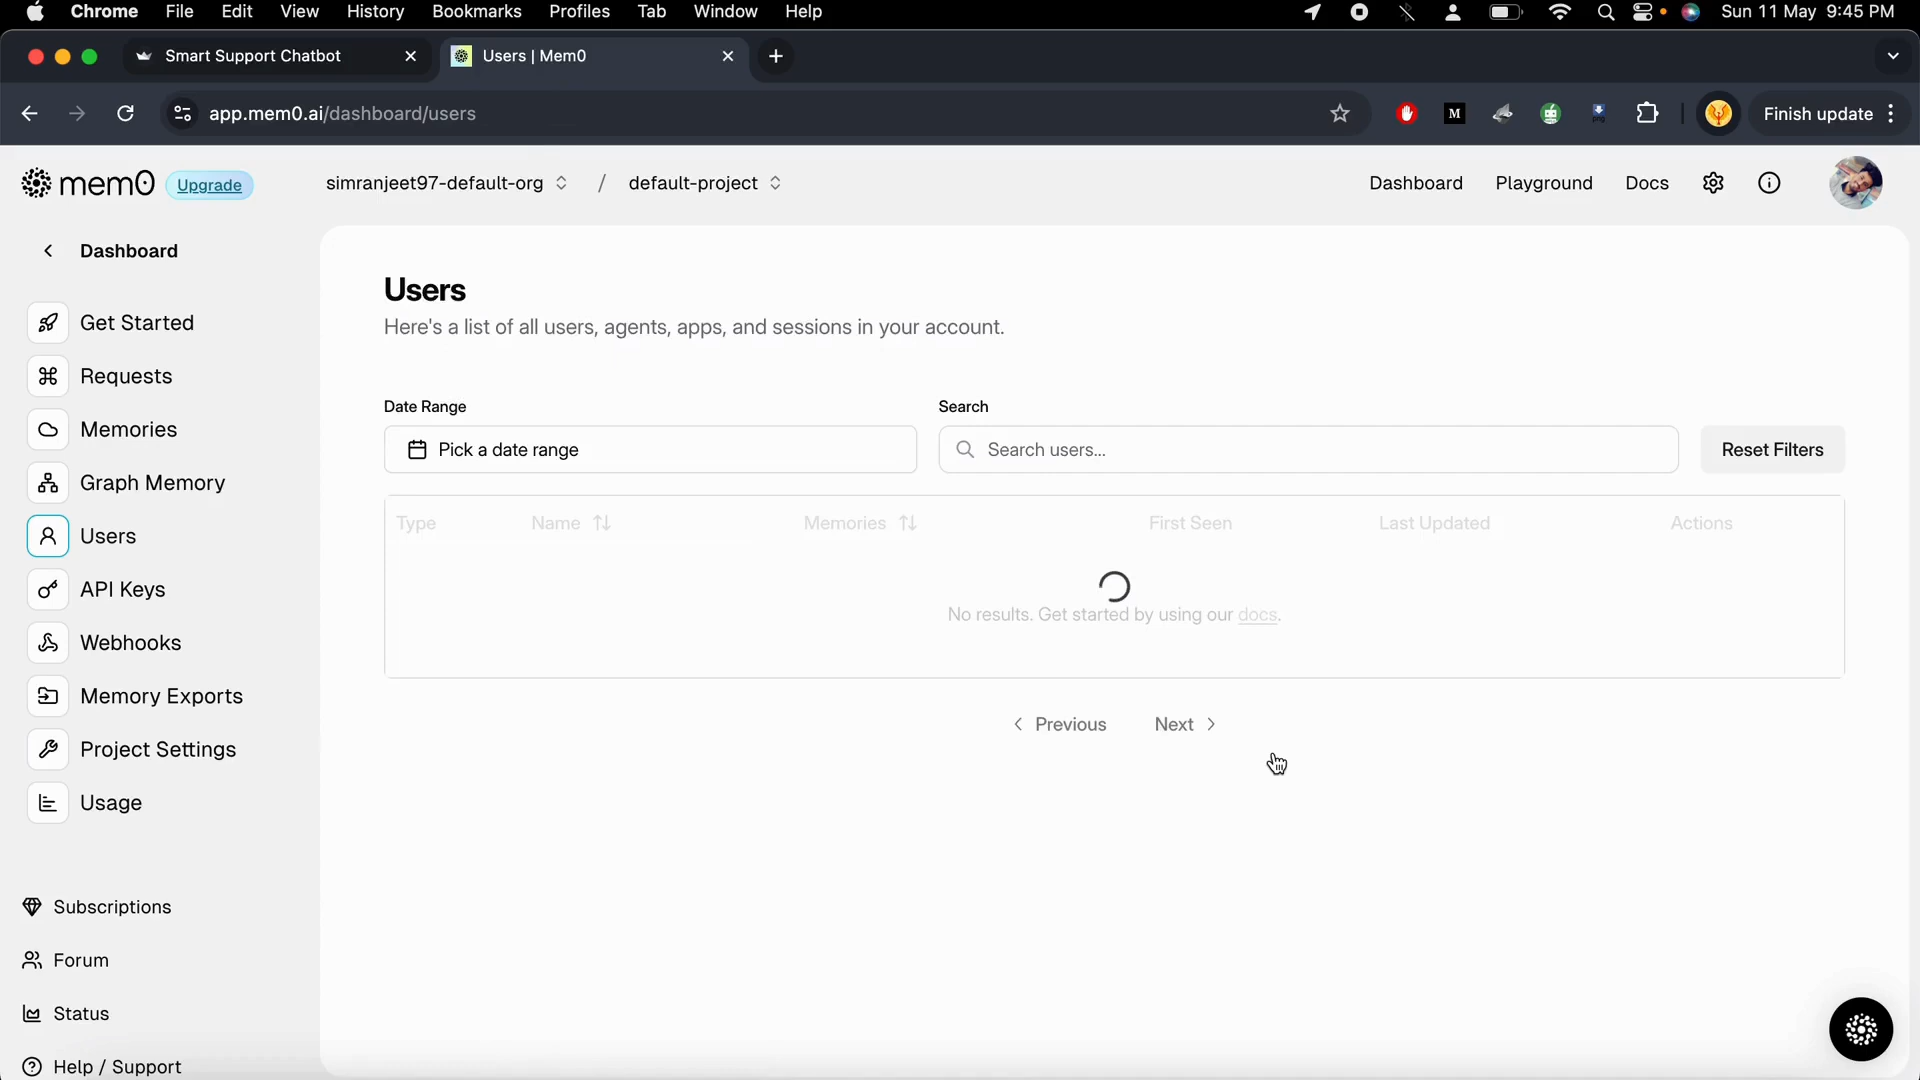 Chrome File Edit View History Bookmarks Profiles Tab Window Help Sun 11 May 9:45 PM
Smart Support Chatbot Users | Mem0
app.mem0.ai/dashboard/users M Finish update
mem0 Upgrade simranjeet97-default-org / default-project Dashboard Playground Docs
Dashboard
Get Started
Requests
Memories
Graph Memory
Users
API Keys
Webhooks
Memory Exports
Project Settings
Usage
Subscriptions
Forum
Status
Help / Support
Users
Here's a list of all users, agents, apps, and sessions in your account.
Date Range Search
Pick a date range Search users... Reset Filters
Type Name Memories First Seen Last Updated Actions
No results. Get started by using our docs.
Previous Next